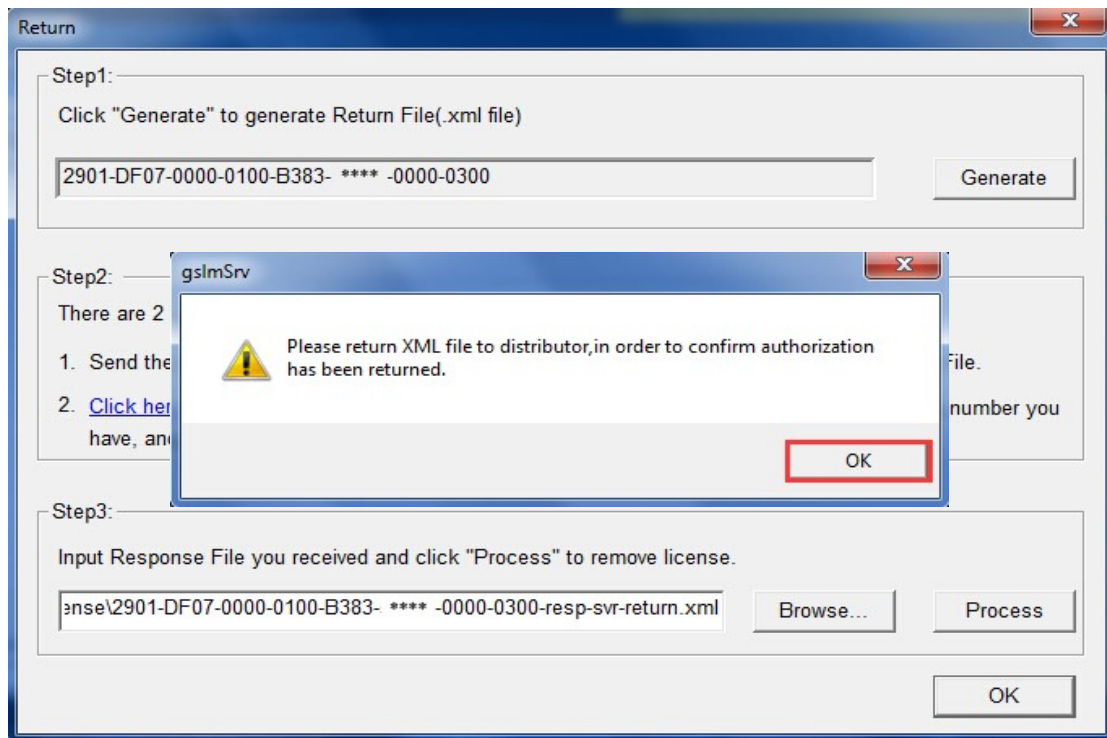 Return
Step1:
Click "Generate" to generate Return File(.xml file)
2901-DF07-0000-0100-B383- **** -0000-0300
Generate
Step2:
There are 2
1. Send the
File.
2. Click her
number you
have, and
gslmSrv
Please return XML file to distributor,in order to confirm authorization
has been returned.
OK
Step3:
Input Response File you received and click "Process" to remove license.
ense\2901-DF07-0000-0100-B383- **** -0000-0300-resp-svr-return.xml
Browse...
Process
OK